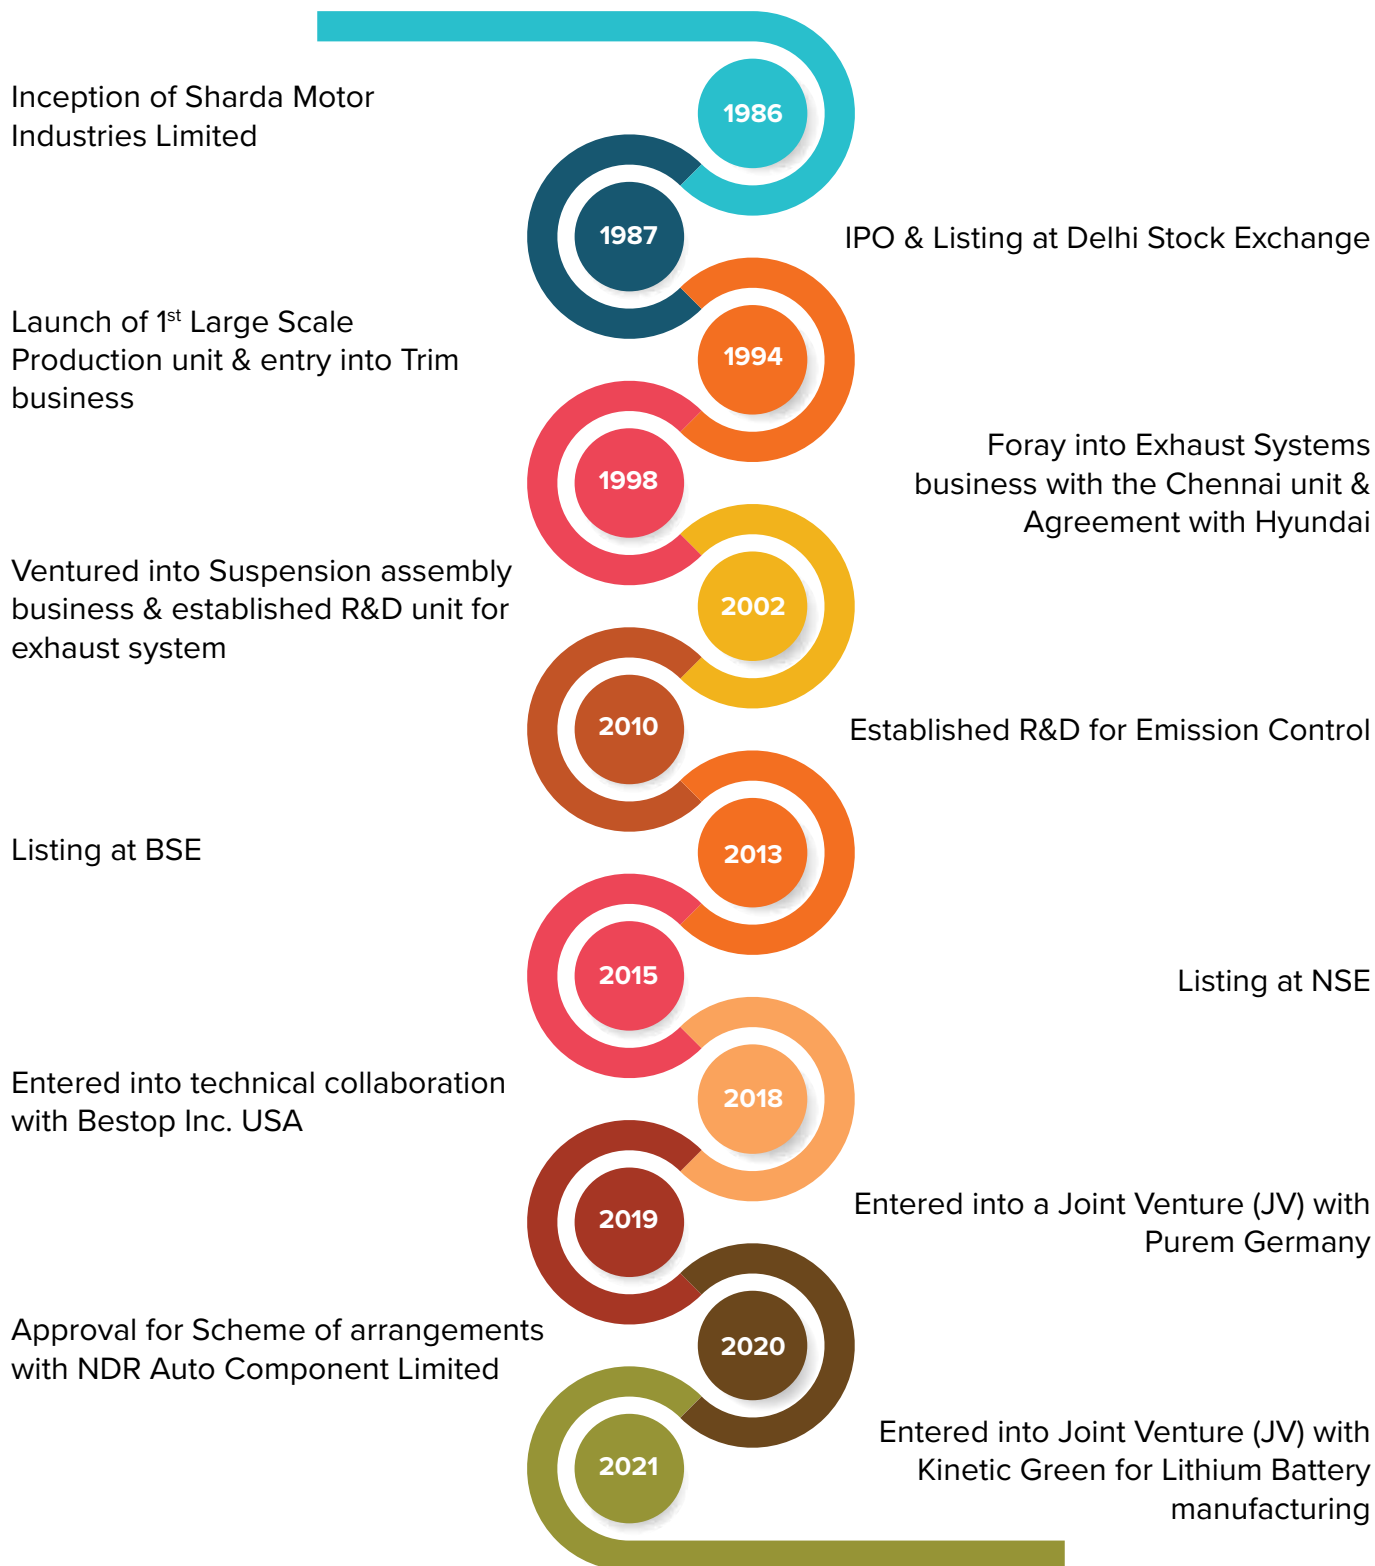 Inception of Sharda Motor
Industries Limited
1986
1987
IPO & Listing at Delhi Stock Exchange
Launch of 1st Large Scale
Production unit & entry into Trim
business
1994
1998
Foray into Exhaust Systems
business with the Chennai unit &
Agreement with Hyundai
Ventured into Suspension assembly
business & established R&D unit for
exhaust system
2002
2010
Established R&D for Emission Control
Listing at BSE
2013
2015
Listing at NSE
Entered into technical collaboration
with Bestop Inc. USA
2018
2019
Entered into a Joint Venture (JV) with
Purem Germany
Approval for Scheme of arrangements
with NDR Auto Component Limited
2020
2021
Entered into Joint Venture (JV) with
Kinetic Green for Lithium Battery
manufacturing